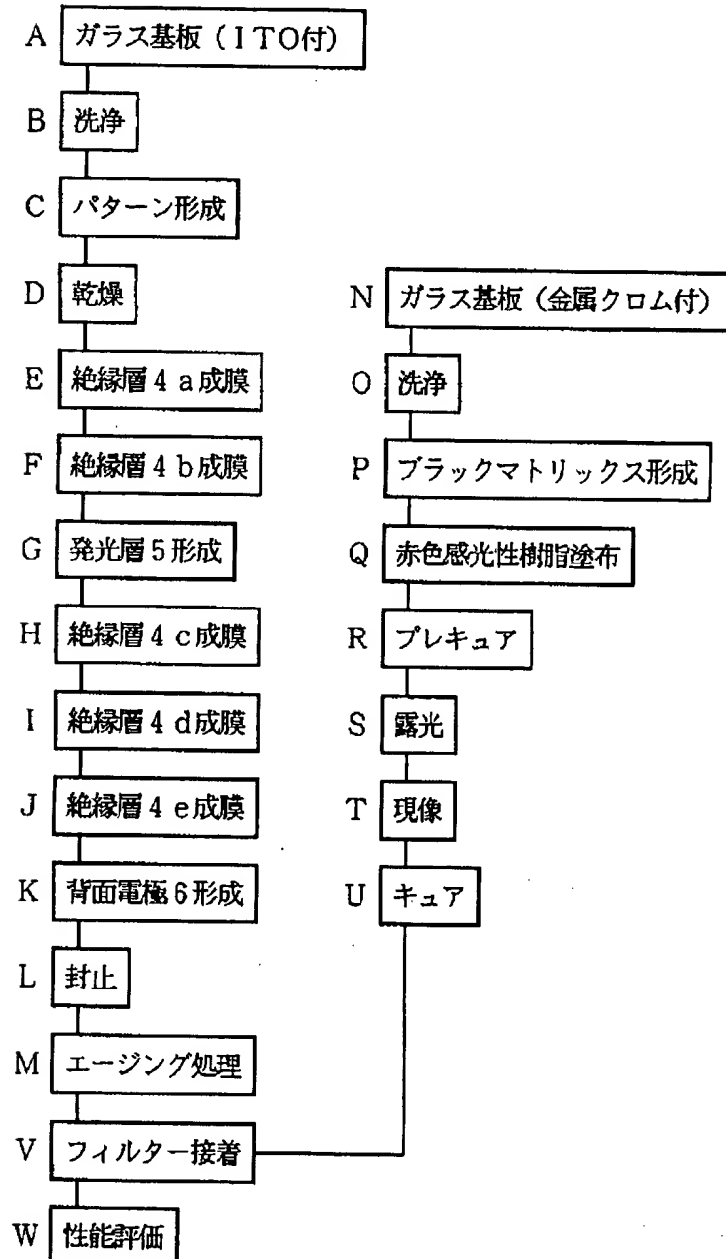 A ガラス基板（ITO付）
B 洗浄
C パターン形成
D 乾燥
E 絶縁層4a成膜
F 絶縁層4b成膜
G 発光層5形成
H 絶縁層4c成膜
I 絶縁層4d成膜
J 絶縁層4e成膜
K 背面電極6形成
L 封止
M エージング処理
N ガラス基板（金属クロム付）
O 洗浄
P ブラックマトリックス形成
Q 赤色感光性樹脂塗布
R プレキュア
S 露光
T 現像
U キュア
V フィルター接着
W 性能評価